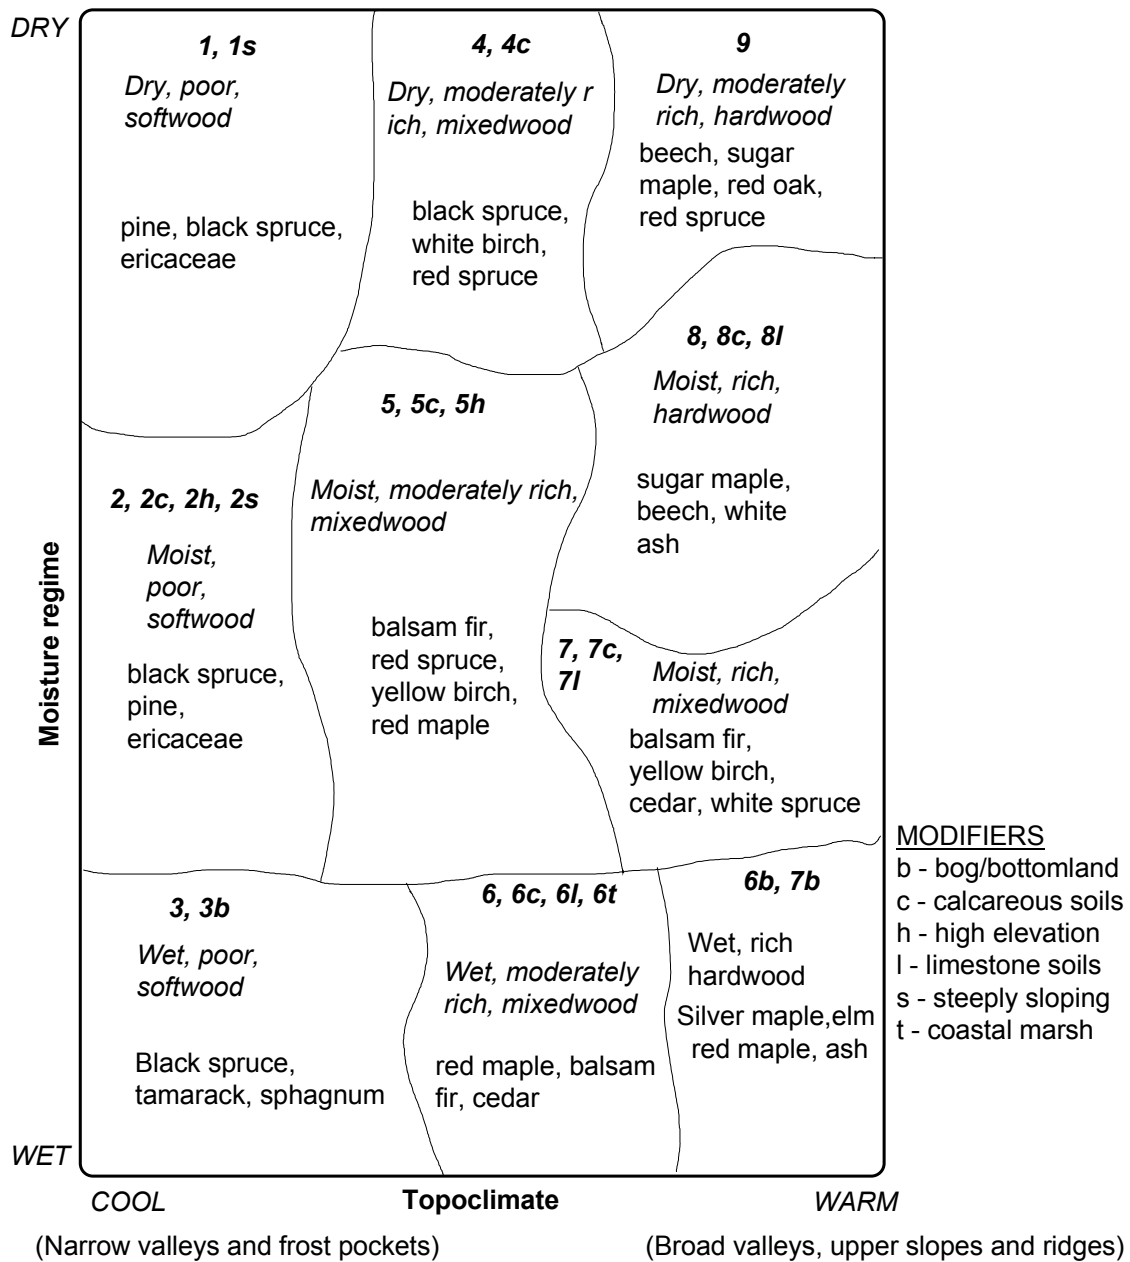 DRY
1, 1s
Dry, poor,
softwood
pine, black spruce,
ericaceae
4, 4c
Dry, moderately r
ich, mixedwood
black spruce,
white birch,
red spruce
9
Dry, moderately
rich, hardwood
beech, sugar
maple, red oak,
red spruce
8, 8c, 8l
Moist, rich,
hardwood
sugar maple,
beech, white
ash
5, 5c, 5h
Moist, moderately rich,
mixedwood
balsam fir,
red spruce,
yellow birch,
red maple
2, 2c, 2h, 2s
Moist,
poor,
softwood
black spruce,
pine,
ericaceae
Moisture regime
7, 7c,
7l
Moist, rich,
mixedwood
balsam fir,
yellow birch,
cedar, white spruce
3, 3b
Wet, poor,
softwood
Black spruce,
tamarack, sphagnum
6, 6c, 6l, 6t
Wet, moderately
rich, mixedwood
red maple, balsam
fir, cedar
6b, 7b
Wet, rich
hardwood
Silver maple,elm
red maple, ash
MODIFIERS
b - bog/bottomland
c - calcareous soils
h - high elevation
l - limestone soils
s - steeply sloping
t - coastal marsh
WET
COOL
Topoclimate
WARM
(Narrow valleys and frost pockets)
(Broad valleys, upper slopes and ridges)